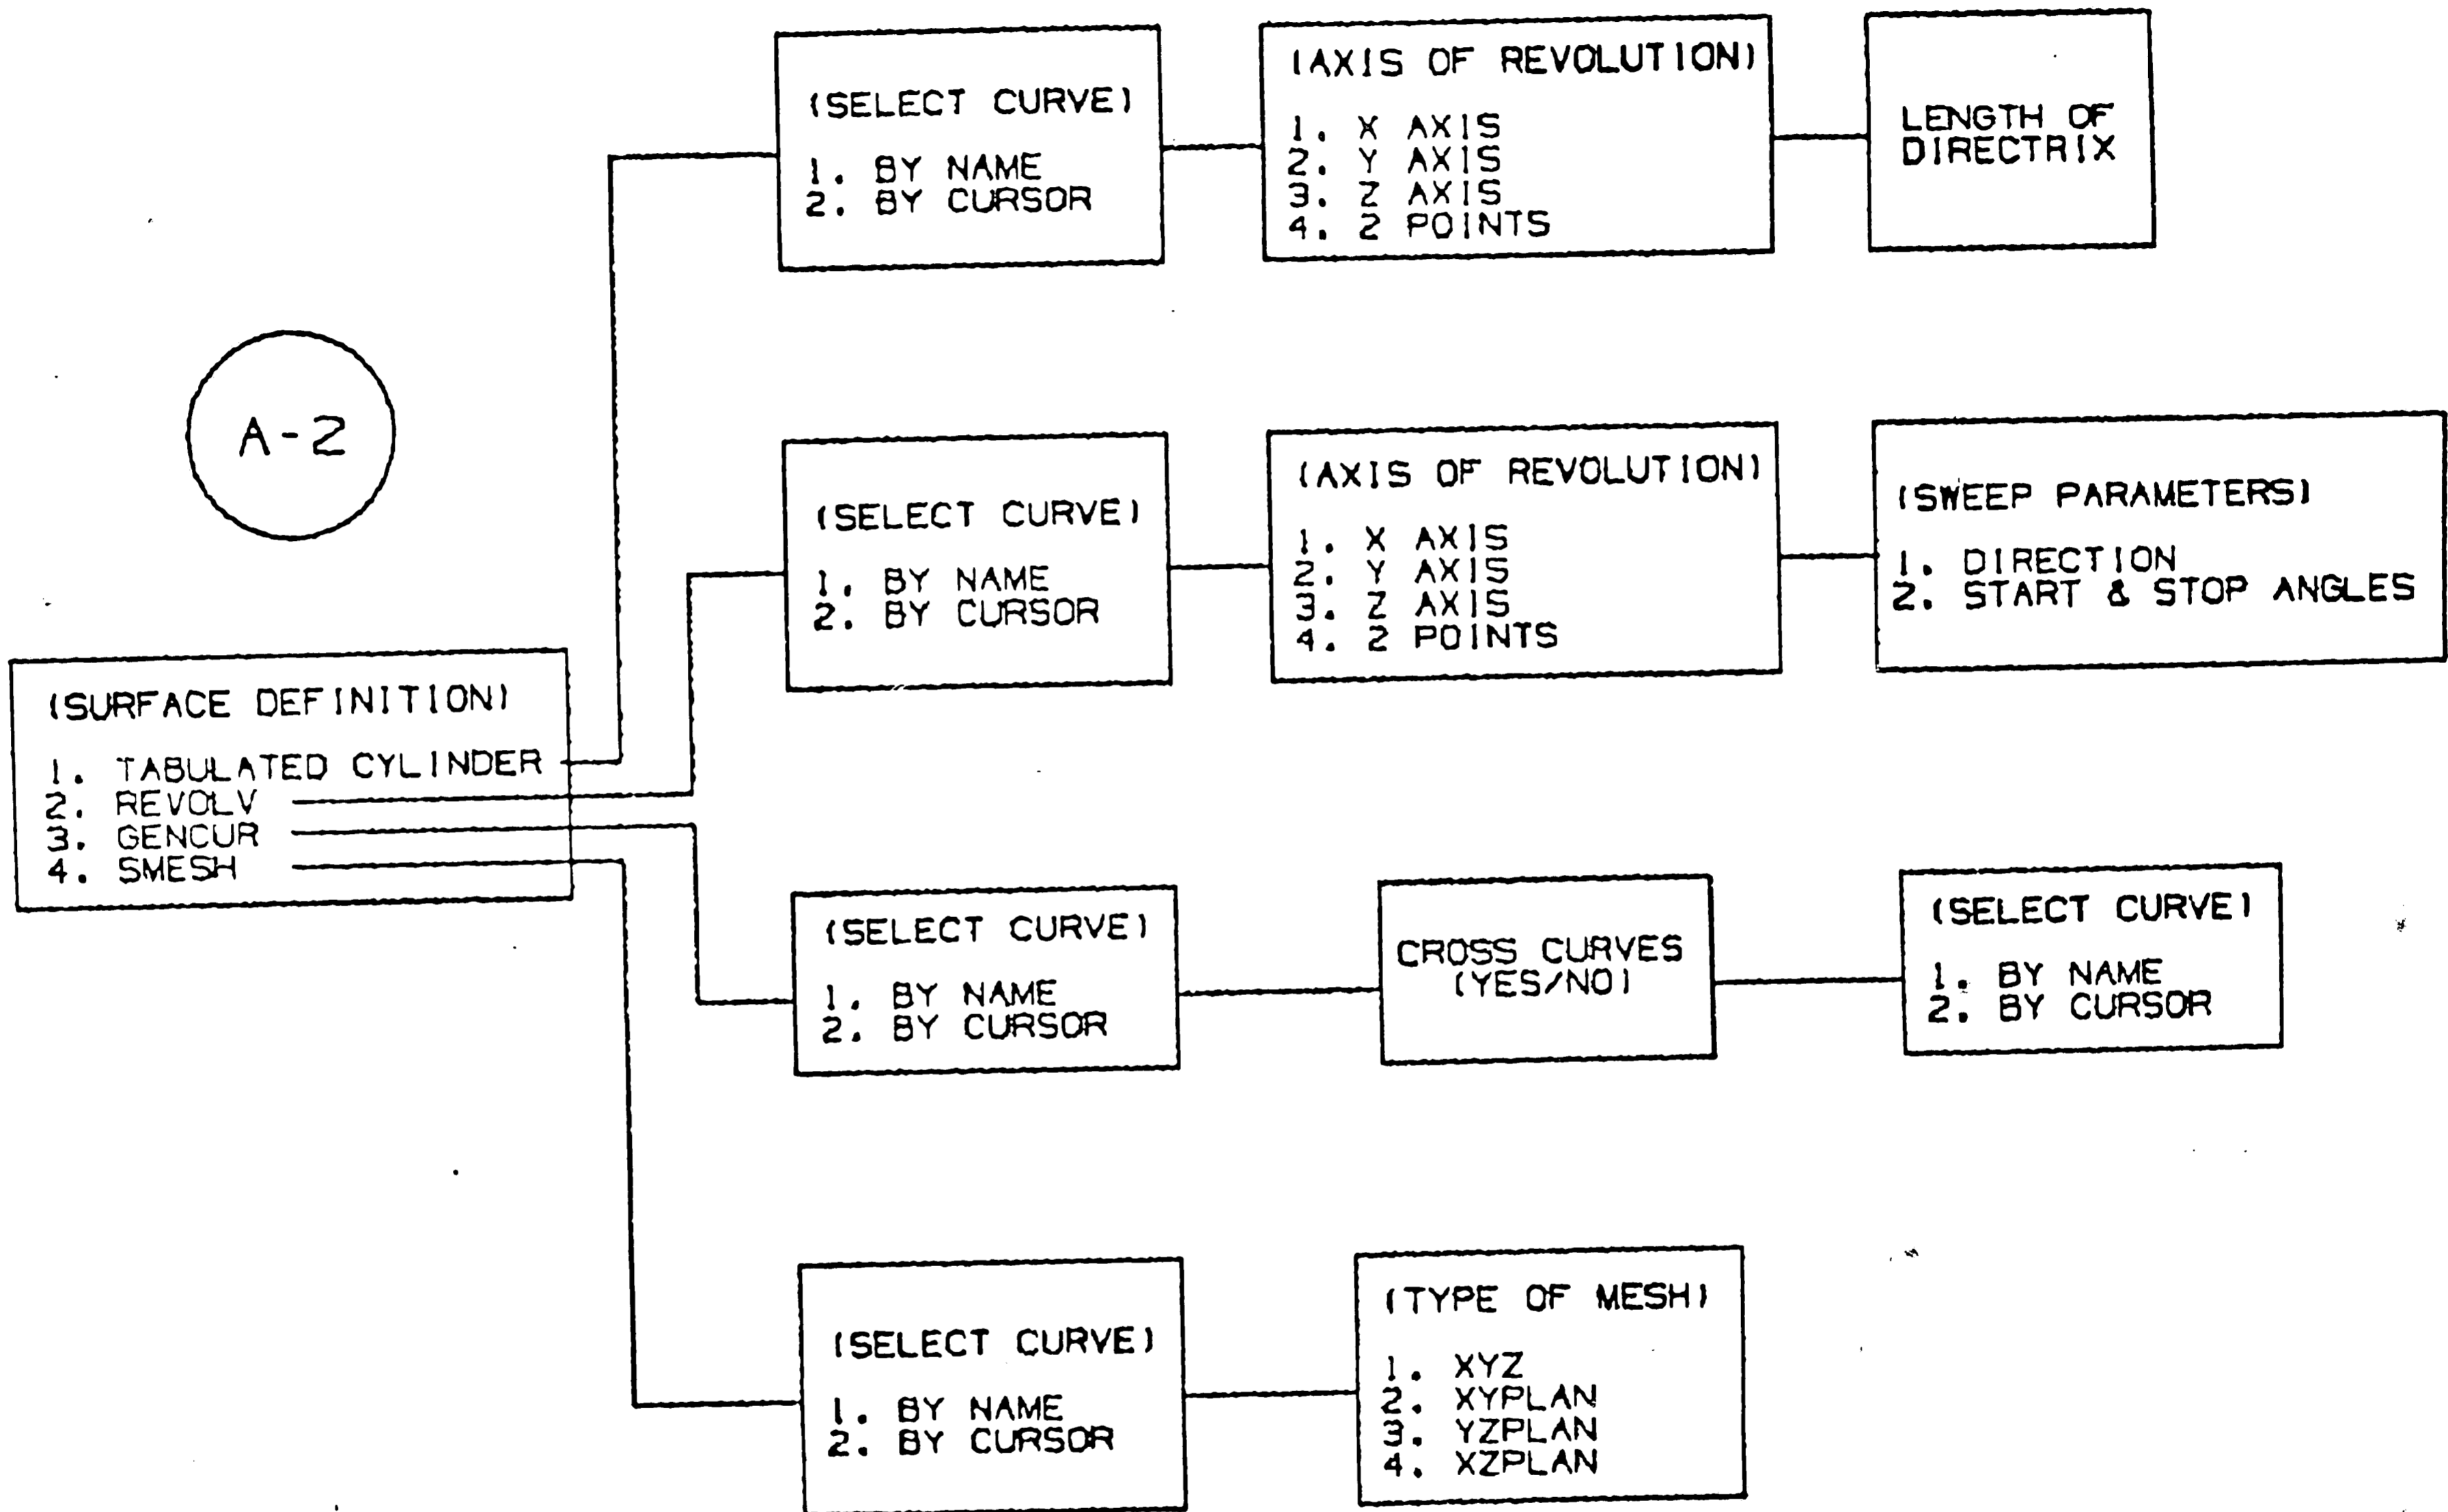 (SELECT CURVE)
1. BY NAME
2. BY CURSOR
(AXIS OF REVOLUTION)
1. X AXIS
2. Y AXIS
3. Z AXIS
4. 2 POINTS
LENGTH OF
DIRECTRIX
A-2
(SELECT CURVE)
1. BY NAME
2. BY CURSOR
(AXIS OF REVOLUTION)
1. X AXIS
2. Y AXIS
3. Z AXIS
4. 2 POINTS
(SWEEP PARAMETERS)
1. DIRECTION
2. START & STOP ANGLES
(SURFACE DEFINITION)
1. TABULATED CYLINDER
2. REVOLV
3. GENCUR
4. SMESH
(SELECT CURVE)
1. BY NAME
2. BY CURSOR
CROSS CURVES
(YES/NO)
(SELECT CURVE)
1. BY NAME
2. BY CURSOR
(SELECT CURVE)
1. BY NAME
2. BY CURSOR
(TYPE OF MESH)
1. XYZ
2. XYPLAN
3. YZPLAN
4. XZPLAN